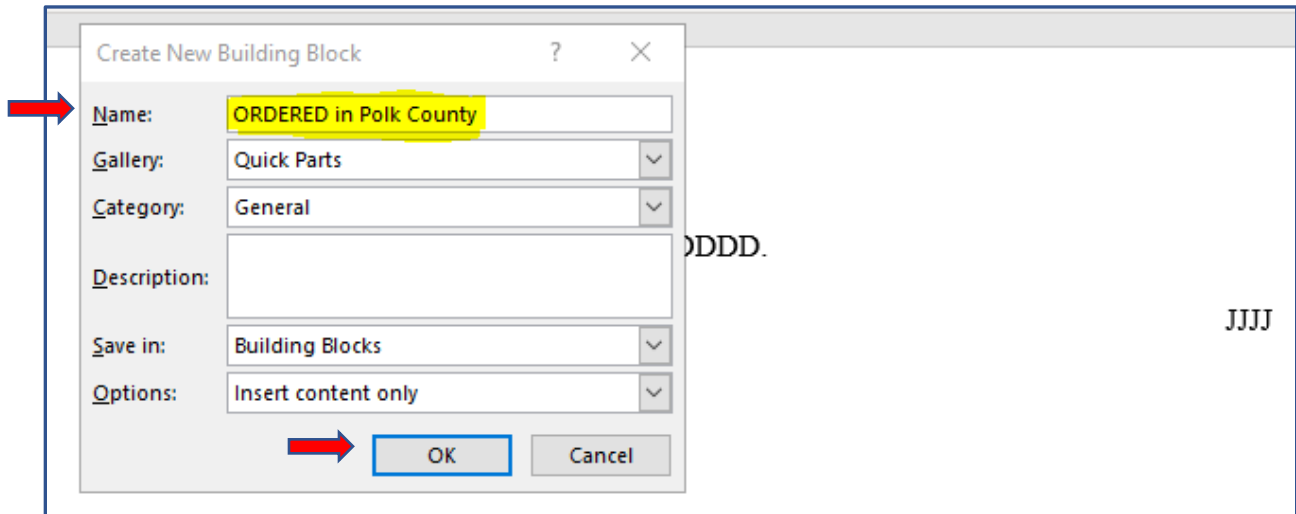 Create New Building Block ?
Name: ORDERED in Polk County
Gallery: Quick Parts
Category: General
Description:
Save in: Building Blocks
Options: Insert content only
OK Cancel
DDDD.
JJJJ